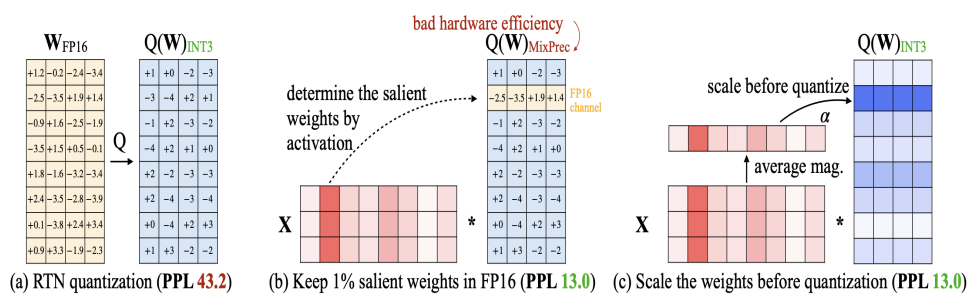 bad hardware efficiency
W_FP16
Q(W)_INT3
Q(W)_MixPrec
Q(W)_INT3
+1.2 −0.2 −2.4 −3.4
−2.5 −3.5 +1.9 +1.4
−0.9 +1.6 −2.5 −1.9
−3.5 +1.5 +0.5 −0.1
+1.8 −1.6 −3.2 −3.4
+2.4 −3.5 −2.8 −3.9
+0.1 −3.8 +2.4 +3.4
+0.9 +3.3 −1.9 −2.3
Q
+1 +0 −2 −3
−3 −4 +2 +1
−1 +2 −3 −2
−4 +2 +1 +0
+2 −2 −3 −3
+2 −4 −3 −4
+0 −4 +2 +3
+1 +3 −2 −2
determine the salient
weights by
activation
+1 +0 −2 −3
−2.5 −3.5 +1.9 +1.4
−1 +2 −3 −2
−4 +2 +1 +0
+2 −2 −3 −3
+2 −4 −3 −4
+0 −4 +2 +3
+1 +3 −2 −2
FP16
channel
X
*
scale before quantize
α
average mag.
X
*
(a) RTN quantization (PPL 43.2)
(b) Keep 1% salient weights in FP16 (PPL 13.0)
(c) Scale the weights before quantization (PPL 13.0)